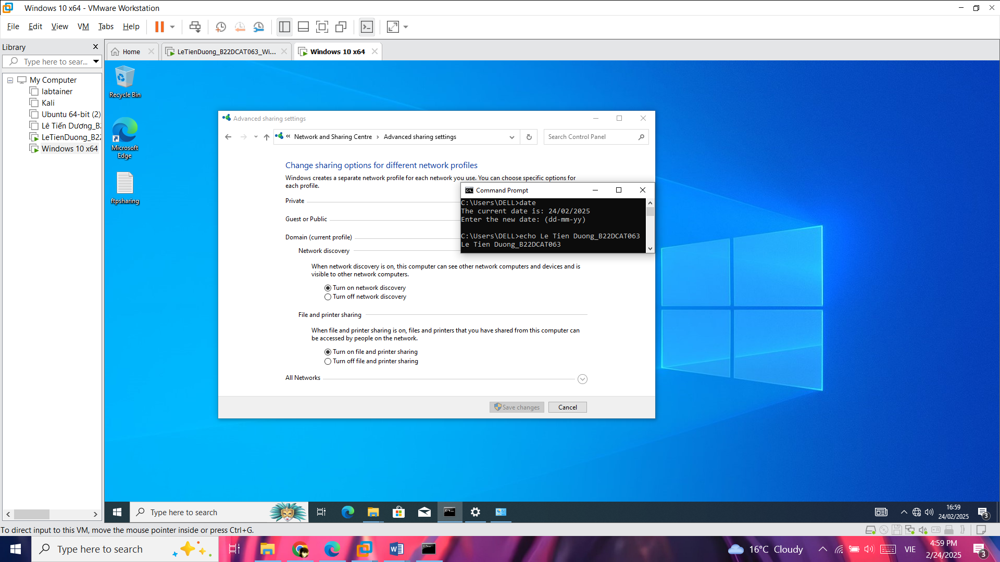 Windows 10 x64 - VMware Workstation
File Edit View VM Tabs Help
Library
Type here to sear...
My Computer
labtainer
Kali
Ubuntu 64-bit (2)
Lê Tiến Dương_B2
LeTienDuong_B22
Windows 10 x64
Home
LeTienDuong_B22DCAT063_Wi...
Windows 10 x64
Recycle Bin
Microsoft
Edge
ftpsharing
Advanced sharing settings
« Network and Sharing Centre › Advanced sharing settings
Search Control Panel
Change sharing options for different network profiles
Windows creates a separate network profile for each network you use. You can choose specific options for
each profile.
Private
Guest or Public
Domain (current profile)
Network discovery
When network discovery is on, this computer can see other network computers and devices and is
visible to other network computers.
Turn on network discovery
Turn off network discovery
File and printer sharing
When file and printer sharing is on, files and printers that you have shared from this computer can
be accessed by people on the network.
Turn on file and printer sharing
Turn off file and printer sharing
All Networks
Save changes
Cancel
Command Prompt
C:\Users\DELL>date
The current date is: 24/02/2025
Enter the new date: (dd-mm-yy)
C:\Users\DELL>echo Le Tien Duong_B22DCAT063
Le Tien Duong_B22DCAT063
Type here to search
16:59
24/02/2025
3
To direct input to this VM, move the mouse pointer inside or press Ctrl+G.
Type here to search
16°C Cloudy
VIE
4:59 PM
2/24/2025
3